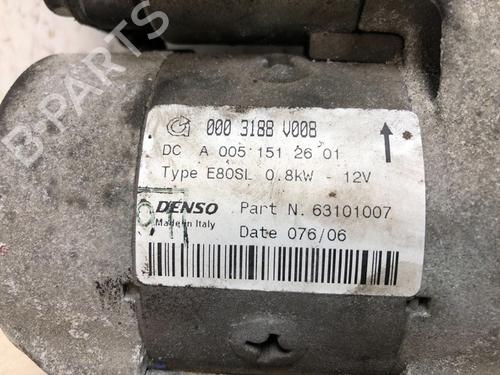 B-PARTS
000 3188 V008
DC A 005 151 26 01
Type E80SL 0.8kW - 12V
DENSO Part N. 63101007
Made in Italy
Date 076/06